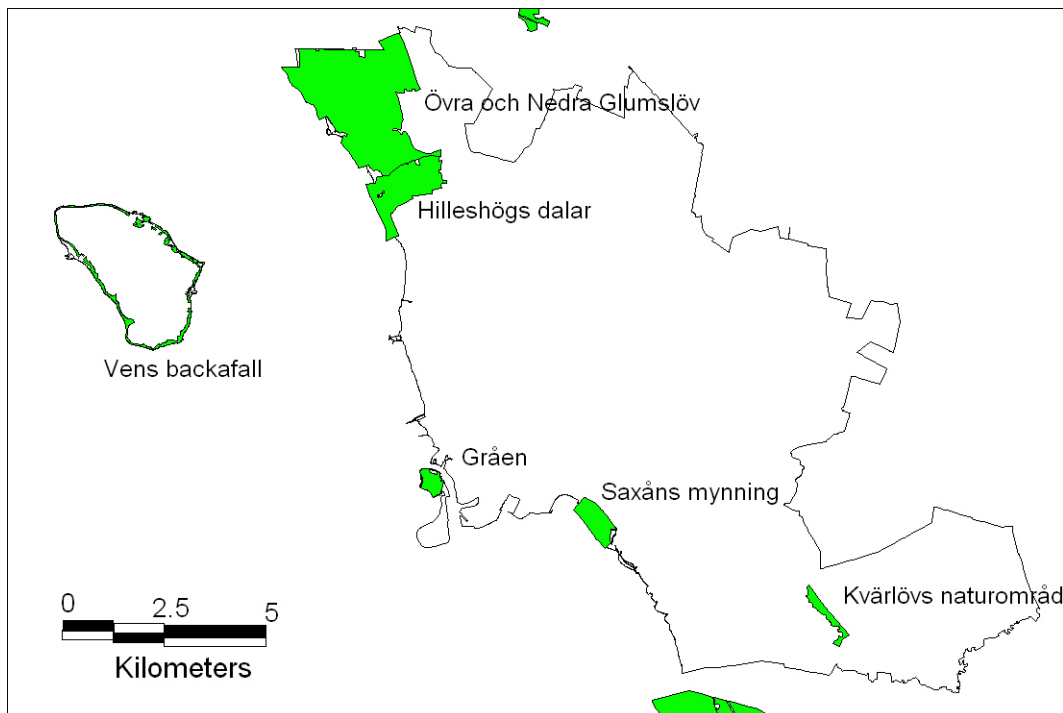 Övra och Nedra Glumslöv
Hilleshögs dalar
Vens backafall
Gråen
Saxåns mynning
Kvärlövs naturområd
0 2.5 5
Kilometers